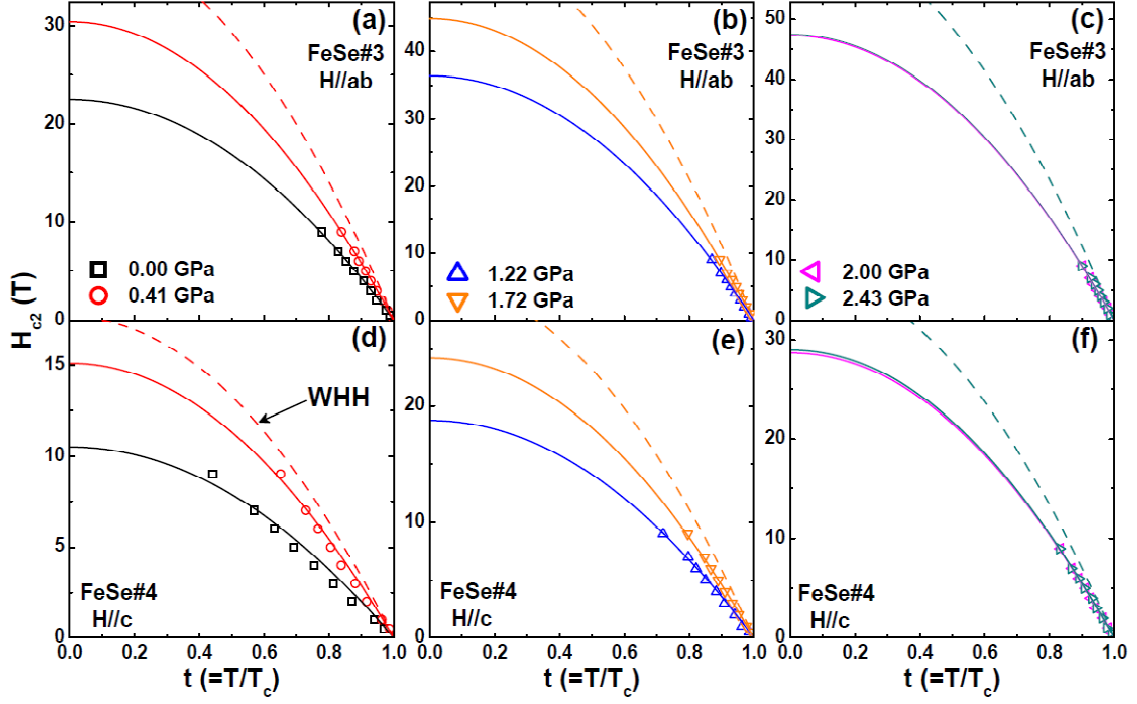 (a)
FeSe#3
H//ab
30
20
10
0
0.00 GPa
0.41 GPa
(b)
FeSe#3
H//ab
40
30
20
10
0
1.22 GPa
1.72 GPa
(c)
FeSe#3
H//ab
50
40
30
20
10
0
2.00 GPa
2.43 GPa
H_c2 (T)
(d)
WHH
15
10
5
0
FeSe#4
H//c
0.0 0.2 0.4 0.6 0.8 1.0
t (=T/T_c)
(e)
20
10
0
FeSe#4
H//c
0.0 0.2 0.4 0.6 0.8 1.0
t (=T/T_c)
(f)
30
20
10
0
FeSe#4
H//c
0.0 0.2 0.4 0.6 0.8 1.0
t (=T/T_c)